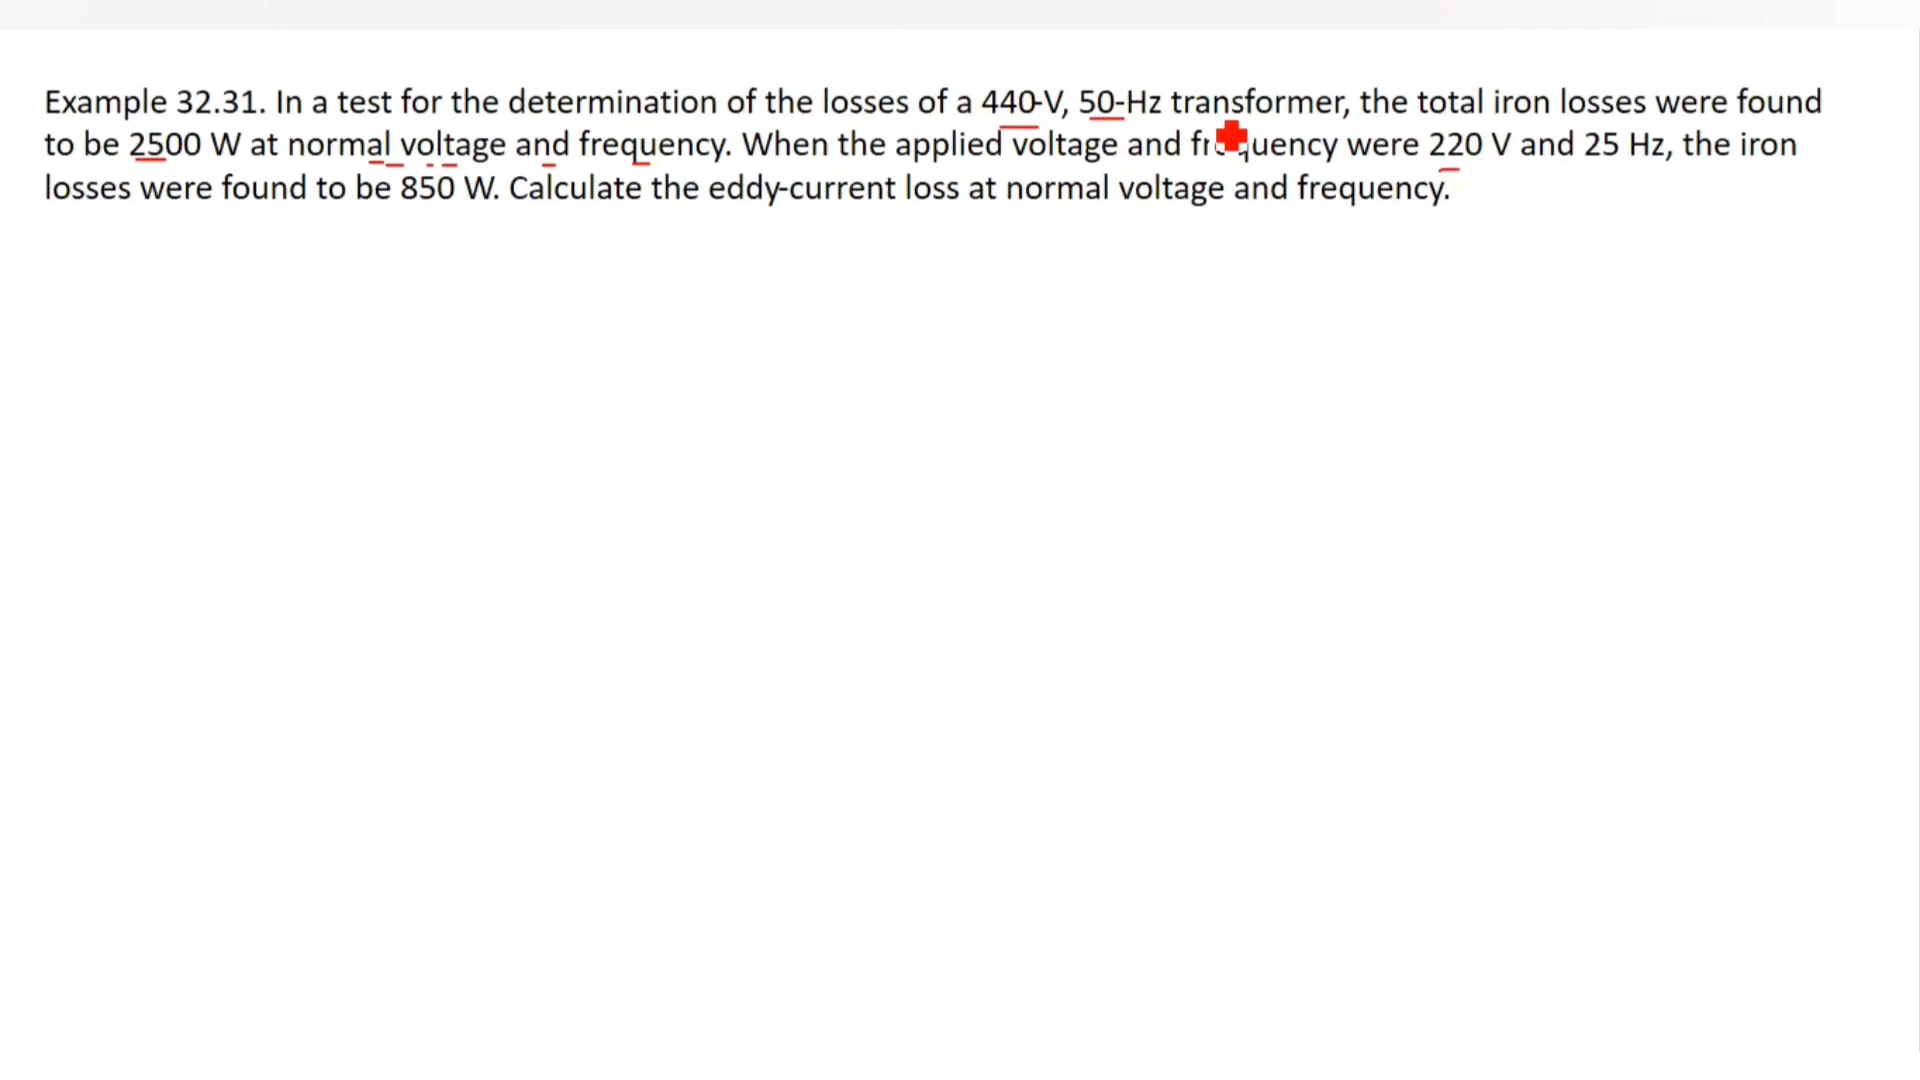 Example 32.31. In a test for the determination of the losses of a 440-V, 50-Hz transformer, the total iron losses were found
to be 2500 W at normal voltage and frequency. When the applied voltage and frequency were 220 V and 25 Hz, the iron
losses were found to be 850 W. Calculate the eddy-current loss at normal voltage and frequency.